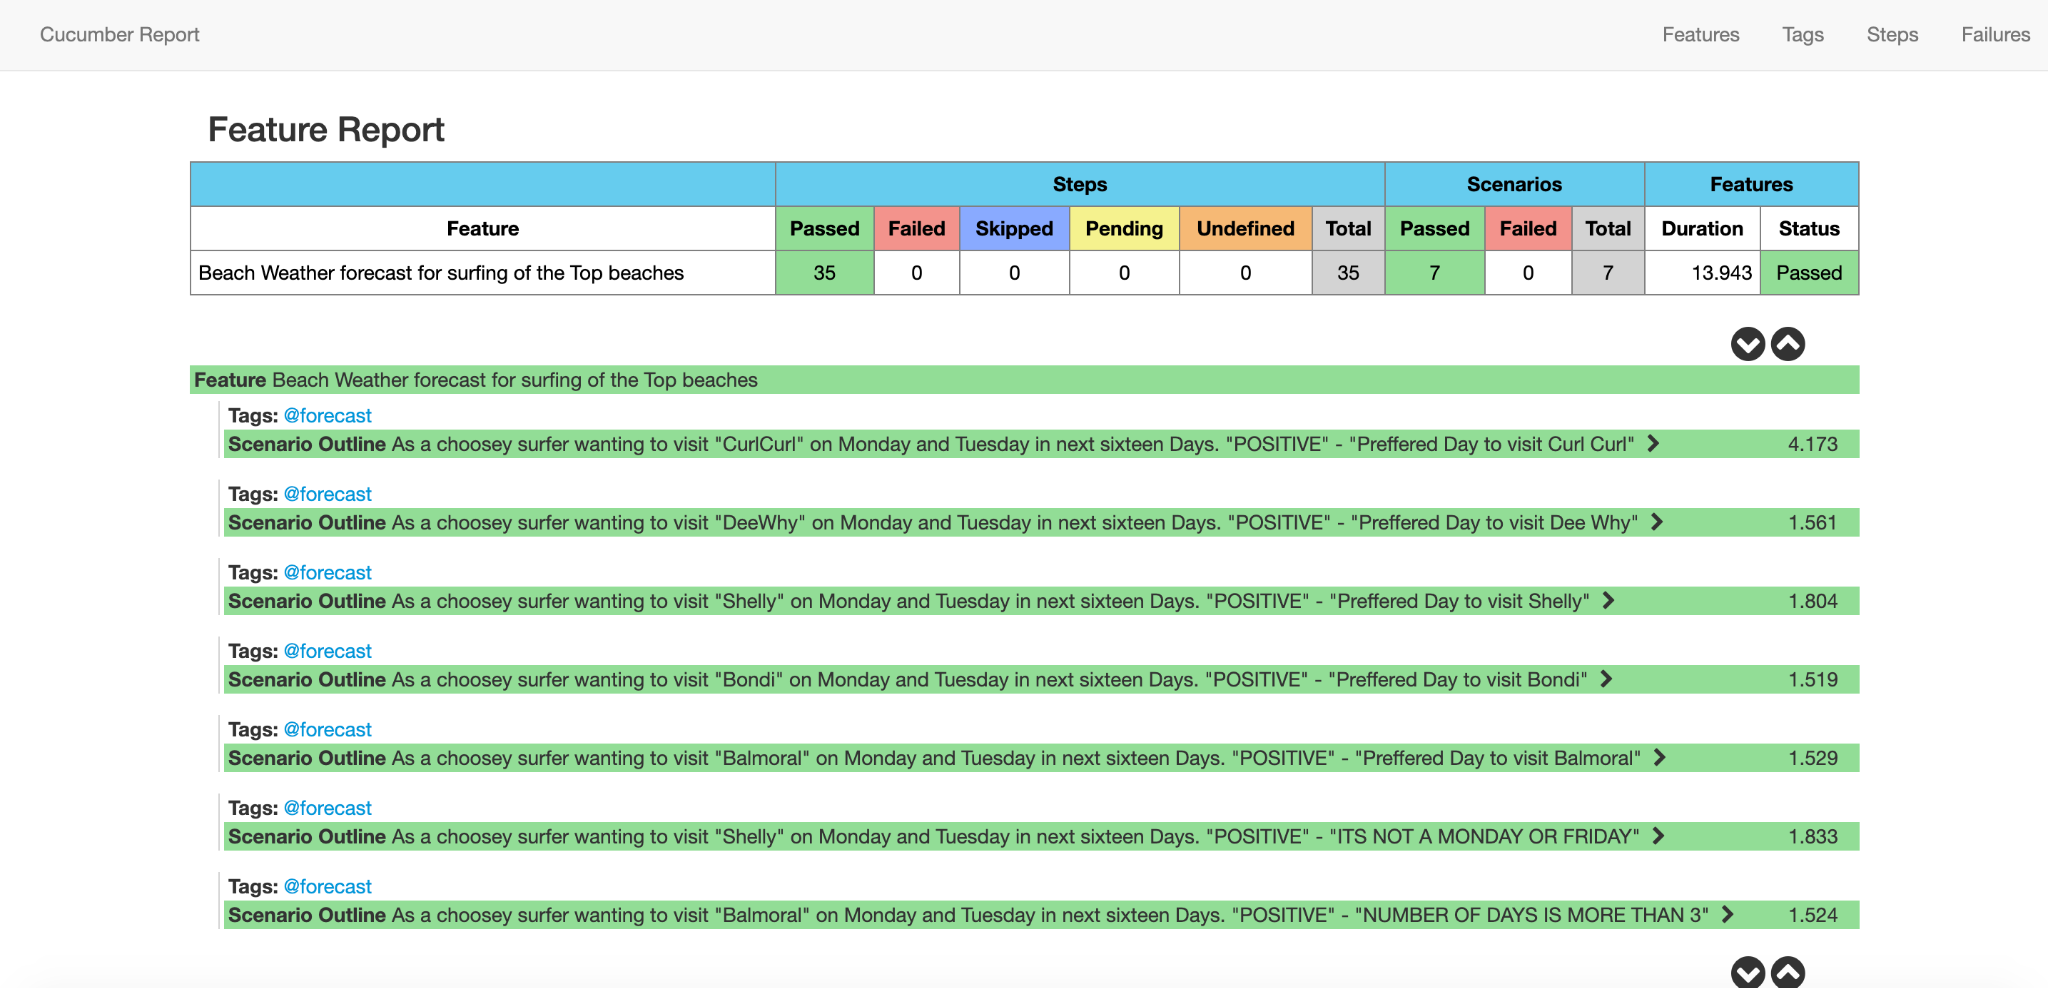 Cucumber Report Features Tags Steps Failures
Feature Report
Steps Scenarios Features
Feature Passed Failed Skipped Pending Undefined Total Passed Failed Total Duration Status
Beach Weather forecast for surfing of the Top beaches 35 0 0 0 0 35 7 0 7 13.943 Passed
Feature Beach Weather forecast for surfing of the Top beaches
Tags: @forecast
Scenario Outline As a choosey surfer wanting to visit "CurlCurl" on Monday and Tuesday in next sixteen Days. "POSITIVE" - "Preffered Day to visit Curl Curl" 4.173
Tags: @forecast
Scenario Outline As a choosey surfer wanting to visit "DeeWhy" on Monday and Tuesday in next sixteen Days. "POSITIVE" - "Preffered Day to visit Dee Why" 1.561
Tags: @forecast
Scenario Outline As a choosey surfer wanting to visit "Shelly" on Monday and Tuesday in next sixteen Days. "POSITIVE" - "Preffered Day to visit Shelly" 1.804
Tags: @forecast
Scenario Outline As a choosey surfer wanting to visit "Bondi" on Monday and Tuesday in next sixteen Days. "POSITIVE" - "Preffered Day to visit Bondi" 1.519
Tags: @forecast
Scenario Outline As a choosey surfer wanting to visit "Balmoral" on Monday and Tuesday in next sixteen Days. "POSITIVE" - "Preffered Day to visit Balmoral" 1.529
Tags: @forecast
Scenario Outline As a choosey surfer wanting to visit "Shelly" on Monday and Tuesday in next sixteen Days. "POSITIVE" - "ITS NOT A MONDAY OR FRIDAY" 1.833
Tags: @forecast
Scenario Outline As a choosey surfer wanting to visit "Balmoral" on Monday and Tuesday in next sixteen Days. "POSITIVE" - "NUMBER OF DAYS IS MORE THAN 3" 1.524